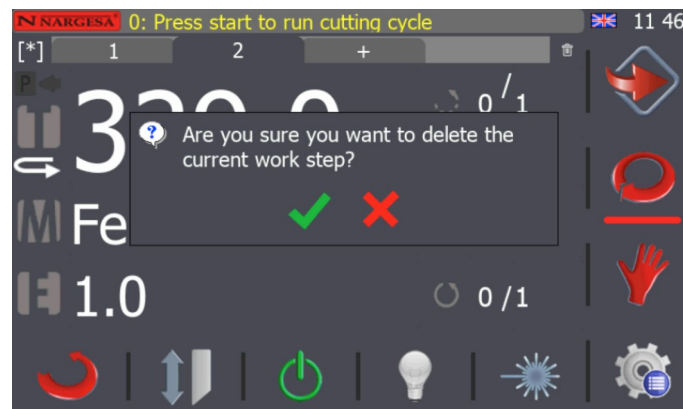 NARGESA 0: Press start to run cutting cycle 11 46
[*] 1 2 +
P
0 / 1
Are you sure you want to delete the
current work step?
Fe
1.0 0 /1